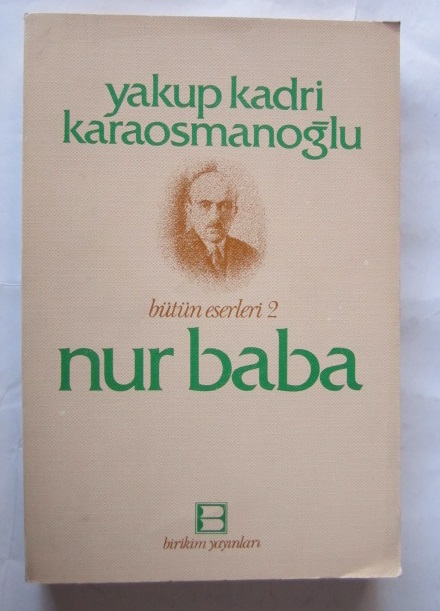 yakup kadri
karaosmanoğlu
bütün eserleri 2
nur baba
B
birikim yayınları